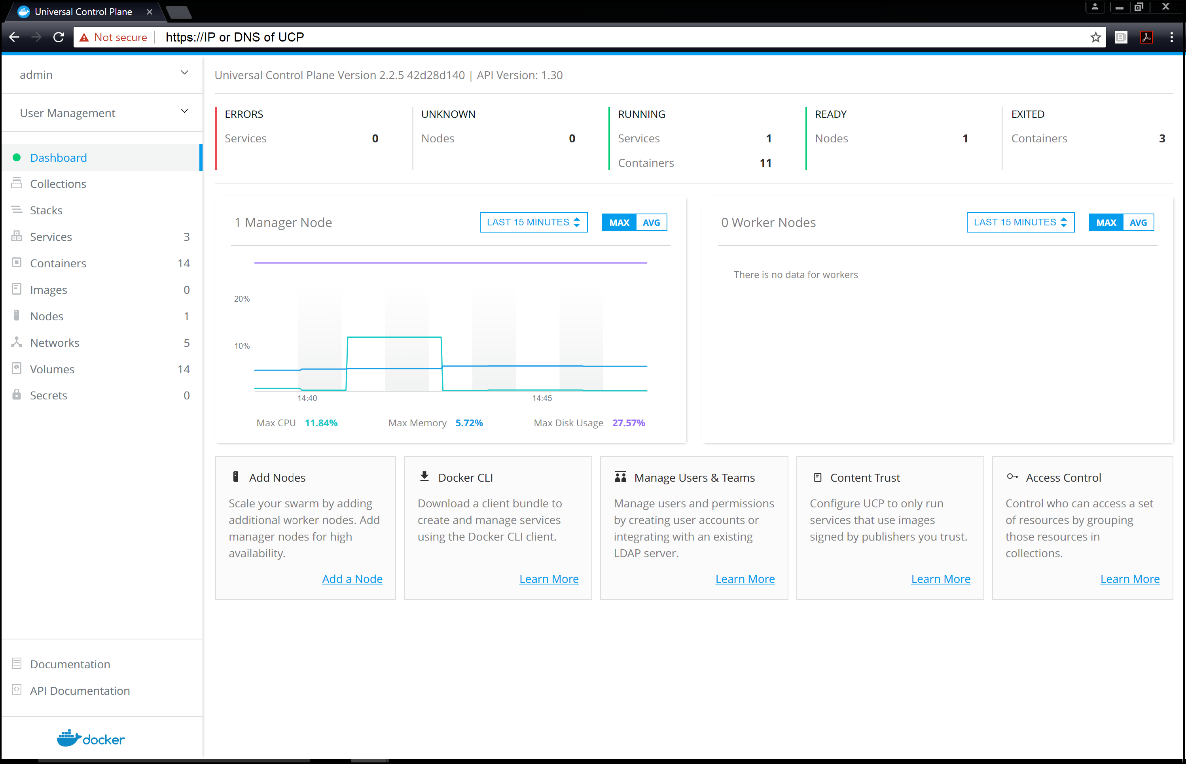 Universal Control Plane
Not secure
https://IP or DNS of UCP
admin
User Management
Dashboard
Collections
Stacks
Services 3
Containers 14
Images 0
Nodes 1
Networks 5
Volumes 14
Secrets 0
Documentation
API Documentation
docker
Universal Control Plane Version 2.2.5 42d28d140 | API Version: 1.30
ERRORS
Services 0
UNKNOWN
Nodes 0
RUNNING
Services 1
Containers 11
READY
Nodes 1
EXITED
Containers 3
1 Manager Node
LAST 15 MINUTES
MAX AVG
20%
10%
14:40 14:45
Max CPU 11.84% Max Memory 5.72% Max Disk Usage 27.57%
0 Worker Nodes
LAST 15 MINUTES
MAX AVG
There is no data for workers
Add Nodes
Scale your swarm by adding
additional worker nodes. Add
manager nodes for high
availability.
Add a Node
Docker CLI
Download a client bundle to
create and manage services
using the Docker CLI client.
Learn More
Manage Users & Teams
Manage users and permissions
by creating user accounts or
integrating with an existing
LDAP server.
Learn More
Content Trust
Configure UCP to only run
services that use images
signed by publishers you trust.
Learn More
Access Control
Control who can access a set
of resources by grouping
those resources in
collections.
Learn More